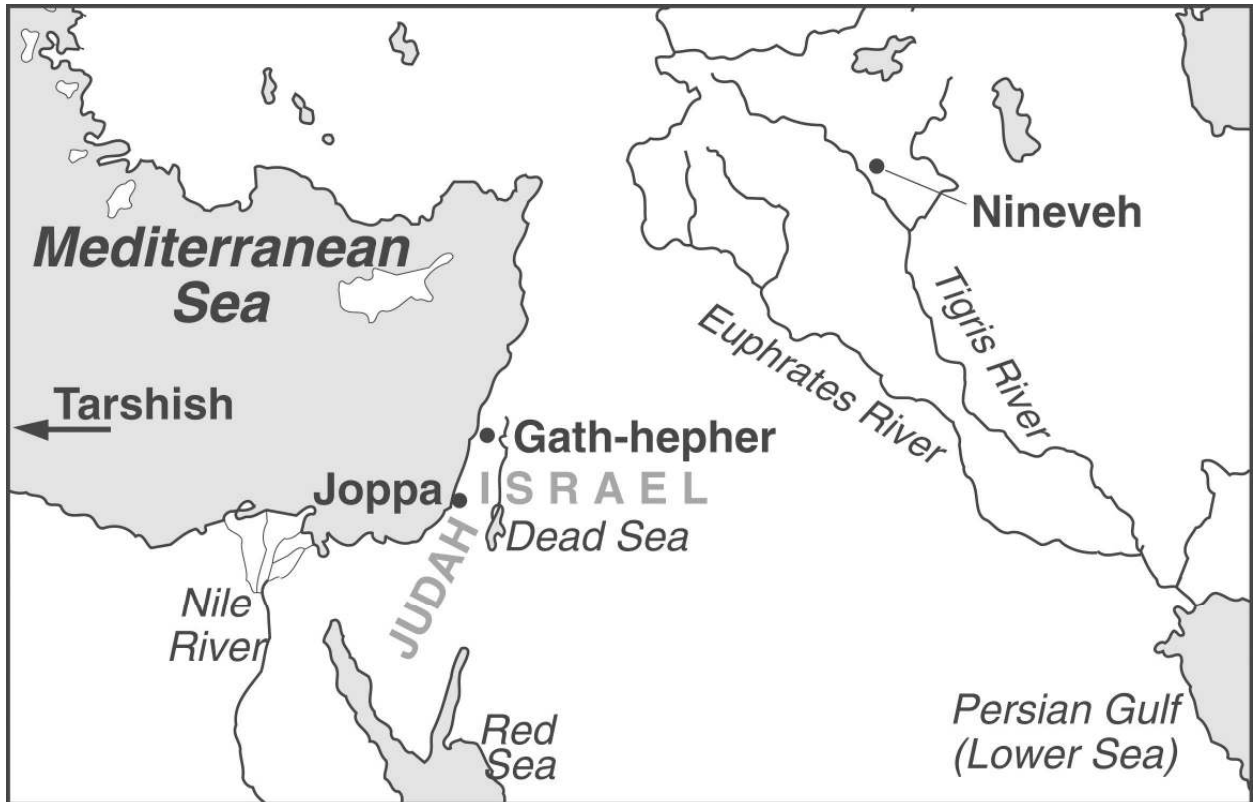 Nineveh
Mediterranean
Sea
Tigris River
Euphrates River
Tarshish
Gath-hepher
Joppa
ISRAEL
Dead Sea
JUDAH
Nile
River
Red
Sea
Persian Gulf
(Lower Sea)